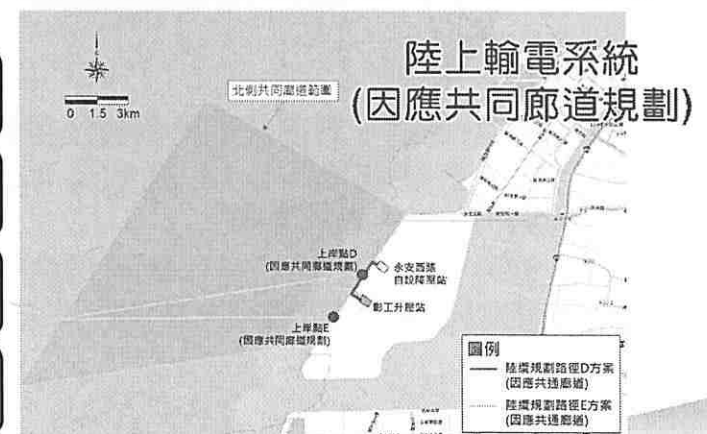 陸上輸電系統
(因應共同廊道規劃)
0 1.5 3km
北側共同廊道範圍
上岸點D
(因應共同廊道規劃)
永安西路
自設降壓站
彰工升壓站
上岸點E
(因應共同廊道規劃)
圖例
陸纜規劃路徑D方案
(因應共通廊道)
陸纜規劃路徑E方案
(因應共通廊道)